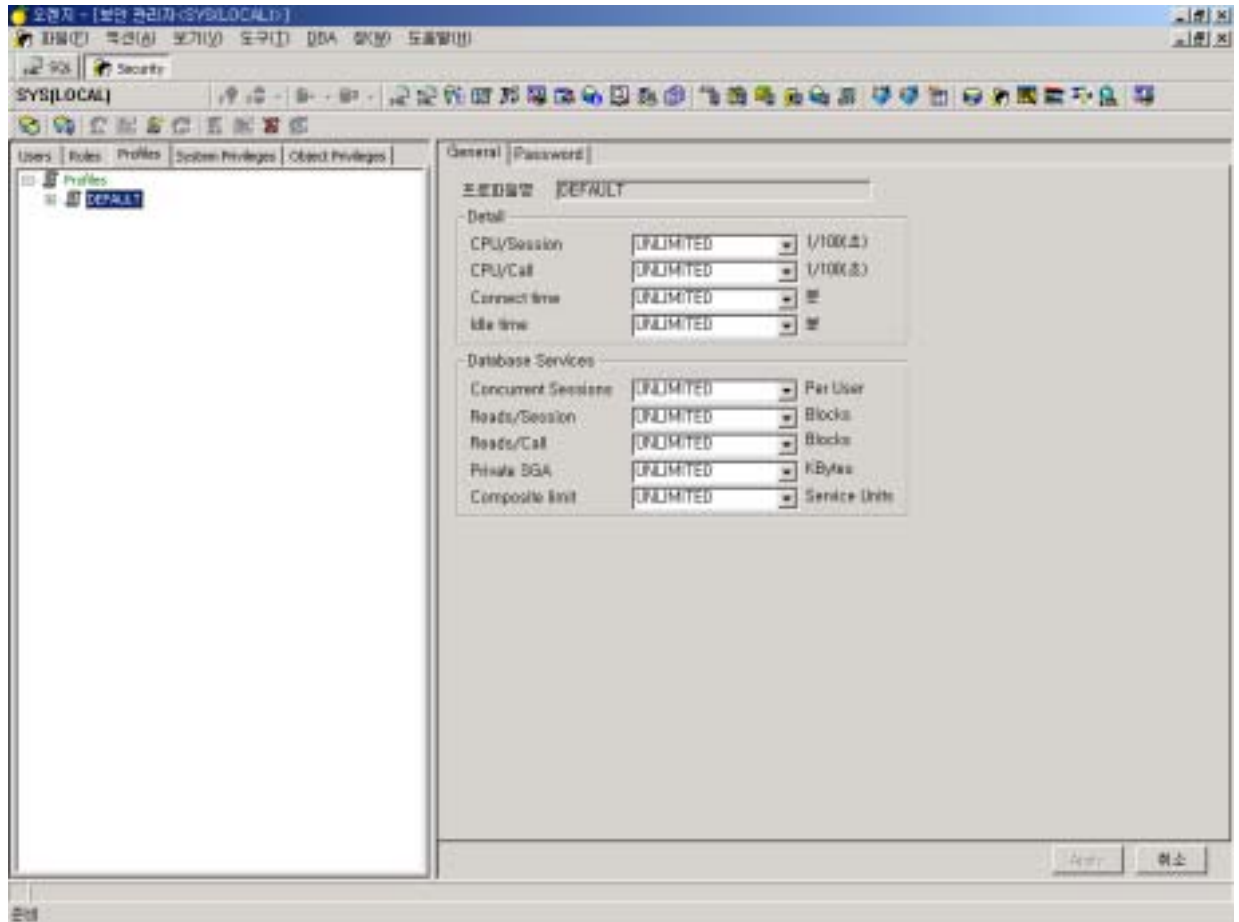 오렌지 - [보안 관리자<SYS(LOCAL)>]
파일(F) 액션(A) 보기(V) 도구(T) DBA 창(W) 도움말(H)
SQL Security
SYS(LOCAL)
Users Roles Profiles System Privileges Object Privileges
General Password
Profiles
DEFAULT
프로파일명 DEFAULT
Detail
CPU/Session UNLIMITED 1/100(초)
CPU/Call UNLIMITED 1/100(초)
Connect time UNLIMITED 분
Idle time UNLIMITED 분
Database Services
Concurrent Sessions UNLIMITED Per User
Reads/Session UNLIMITED Blocks
Reads/Call UNLIMITED Blocks
Private SGA UNLIMITED KBytes
Composite limit UNLIMITED Service Units
Apply 취소
준비